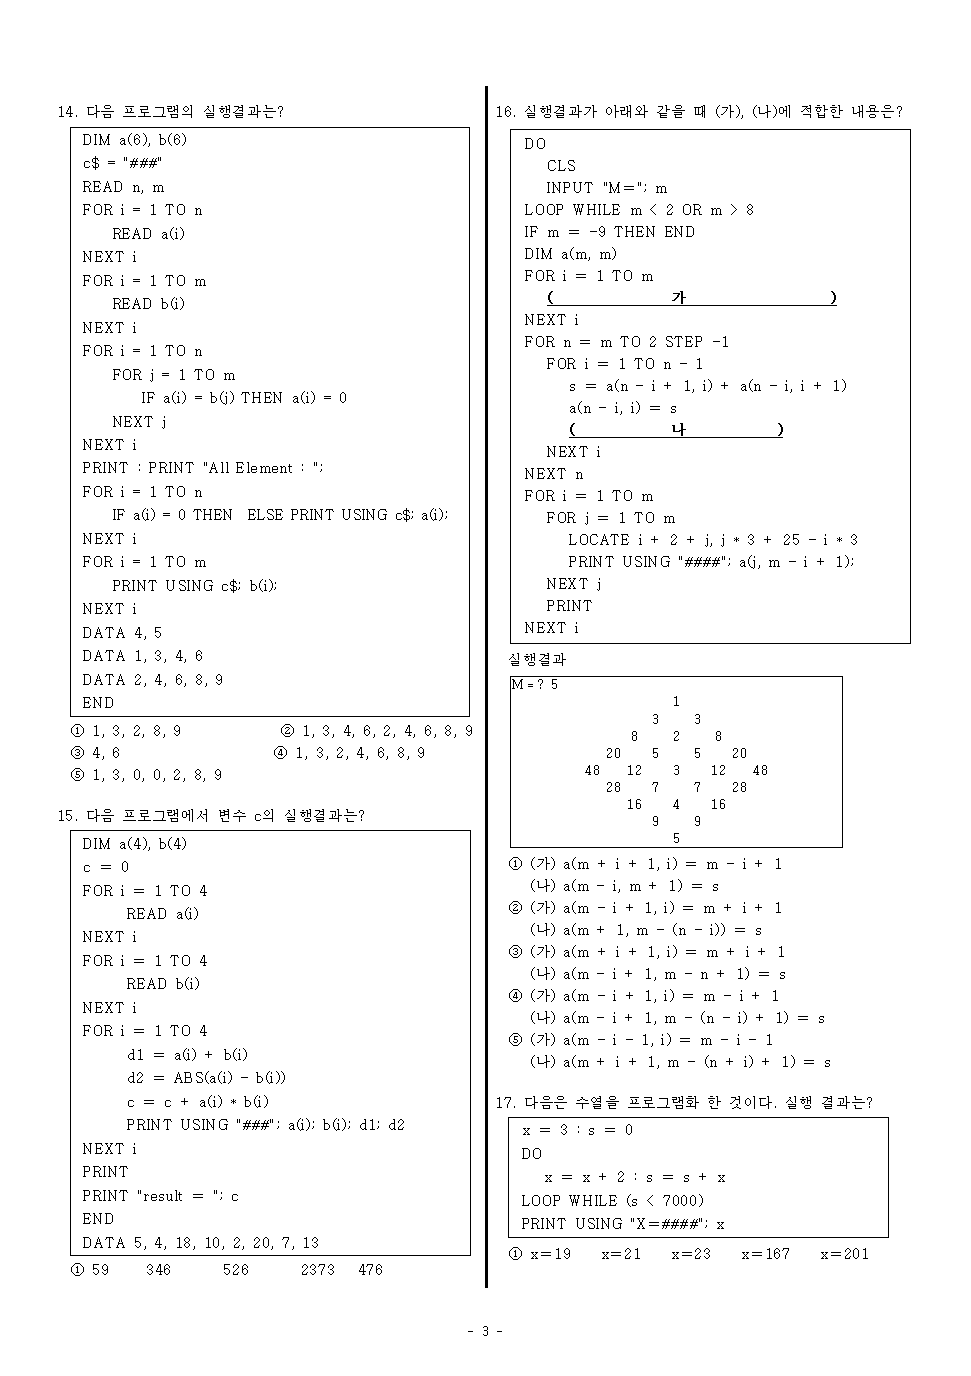 14. 다음 프로그램의 실행결과는?
DIM a(6), b(6)
c$ = "###"
READ n, m
FOR i = 1 TO n
READ a(i)
NEXT i
FOR i = 1 TO m
READ b(i)
NEXT i
FOR i = 1 TO n
FOR j = 1 TO m
IF a(i) = b(j) THEN a(i) = 0
NEXT j
NEXT i
PRINT : PRINT "All Element : ";
FOR i = 1 TO n
IF a(i) = 0 THEN ELSE PRINT USING c$; a(i);
NEXT i
FOR i = 1 TO m
PRINT USING c$; b(i);
NEXT i
DATA 4, 5
DATA 1, 3, 4, 6
DATA 2, 4, 6, 8, 9
END
① 1, 3, 2, 8, 9 ② 1, 3, 4, 6, 2, 4, 6, 8, 9
③ 4, 6 ④ 1, 3, 2, 4, 6, 8, 9
⑤ 1, 3, 0, 0, 2, 8, 9
15. 다음 프로그램에서 변수 c의 실행결과는?
DIM a(4), b(4)
c = 0
FOR i = 1 TO 4
READ a(i)
NEXT i
FOR i = 1 TO 4
READ b(i)
NEXT i
FOR i = 1 TO 4
d1 = a(i) + b(i)
d2 = ABS(a(i) - b(i))
c = c + a(i) * b(i)
PRINT USING "###"; a(i); b(i); d1; d2
NEXT i
PRINT
PRINT "result = "; c
END
DATA 5, 4, 18, 10, 2, 20, 7, 13
① 59 346 526 2373 476
16. 실행결과가 아래와 같을 때 (가), (나)에 적합한 내용은?
DO
CLS
INPUT "M="; m
LOOP WHILE m < 2 OR m > 8
IF m = -9 THEN END
DIM a(m, m)
FOR i = 1 TO m
( 가 )
NEXT i
FOR n = m TO 2 STEP -1
FOR i = 1 TO n - 1
s = a(n - i + 1, i) + a(n - i, i + 1)
a(n - i, i) = s
( 나 )
NEXT i
NEXT n
FOR i = 1 TO m
FOR j = 1 TO m
LOCATE i + 2 + j, j * 3 + 25 - i * 3
PRINT USING "####"; a(j, m - i + 1);
NEXT j
PRINT
NEXT i
실행결과
M=? 5
1
3 3
8 2 8
20 5 5 20
48 12 3 12 48
28 7 7 28
16 4 16
9 9
5
① (가) a(m + i + 1, i) = m - i + 1
(나) a(m - i, m + 1) = s
② (가) a(m - i + 1, i) = m + i + 1
(나) a(m + 1, m - (n - i)) = s
③ (가) a(m + i + 1, i) = m + i + 1
(나) a(m - i + 1, m - n + 1) = s
④ (가) a(m - i + 1, i) = m - i + 1
(나) a(m - i + 1, m - (n - i) + 1) = s
⑤ (가) a(m - i - 1, i) = m - i - 1
(나) a(m + i + 1, m - (n + i) + 1) = s
17. 다음은 수열을 프로그램화 한 것이다. 실행 결과는?
x = 3 : s = 0
DO
x = x + 2 : s = s + x
LOOP WHILE (s < 7000)
PRINT USING "X=####"; x
① x=19 x=21 x=23 x=167 x=201
- 3 -